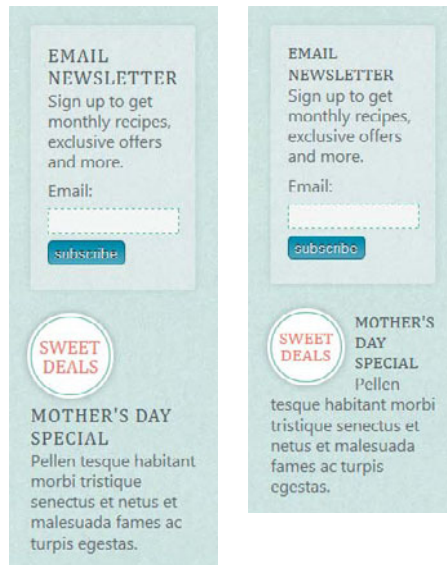 EMAIL
NEWSLETTER
Sign up to get
monthly recipes,
exclusive offers
and more.
Email:
subscribe
SWEET
DEALS
MOTHER'S DAY
SPECIAL
Pellen tesque habitant
morbi tristique
senectus et netus et
malesuada fames ac
turpis egestas.
EMAIL
NEWSLETTER
Sign up to get
monthly recipes,
exclusive offers
and more.
Email:
subscribe
SWEET
DEALS
MOTHER'S
DAY
SPECIAL
Pellen
tesque habitant morbi
tristique senectus et
netus et malesuada
fames ac turpis
egestas.